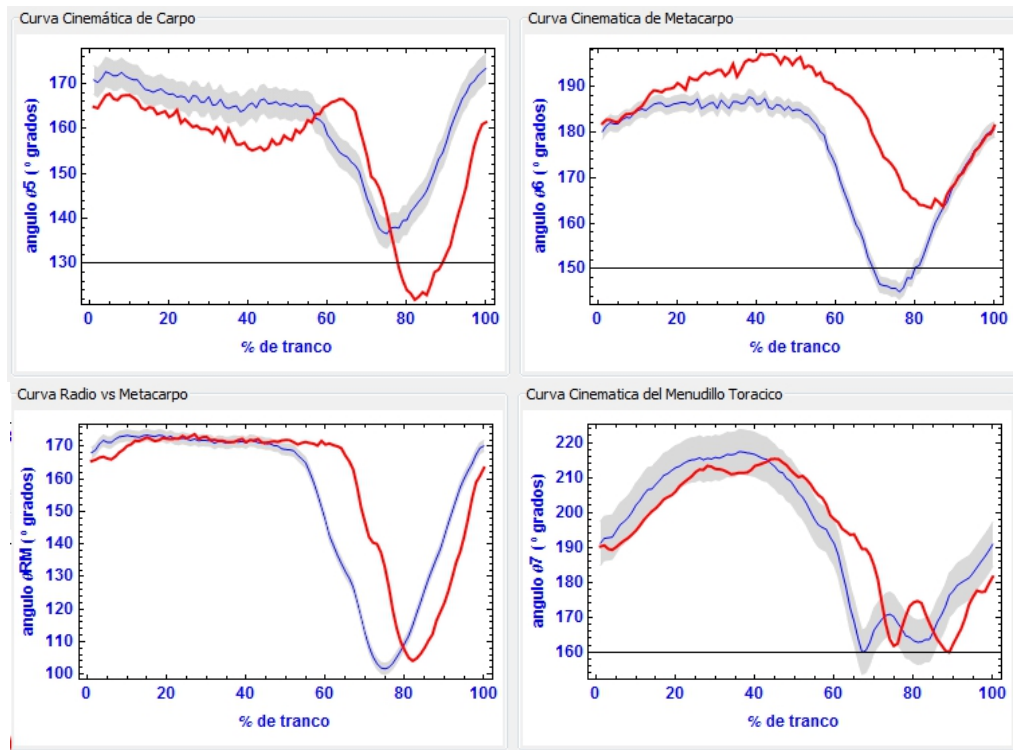 Curva Cinemática de Carpo
angulo ø5 ( º grados)
170
160
150
140
130
0 20 40 60 80 100
% de tranco
Curva Cinematica de Metacarpo
angulo ø6 ( º grados)
190
180
170
160
150
0 20 40 60 80 100
% de tranco
Curva Radio vs Metacarpo
angulo øRM ( º grados)
170
160
150
140
130
120
110
100
0 20 40 60 80 100
% de tranco
Curva Cinematica del Menudillo Toracico
angulo ø7 ( º grados)
220
210
200
190
180
170
160
0 20 40 60 80 100
% de tranco